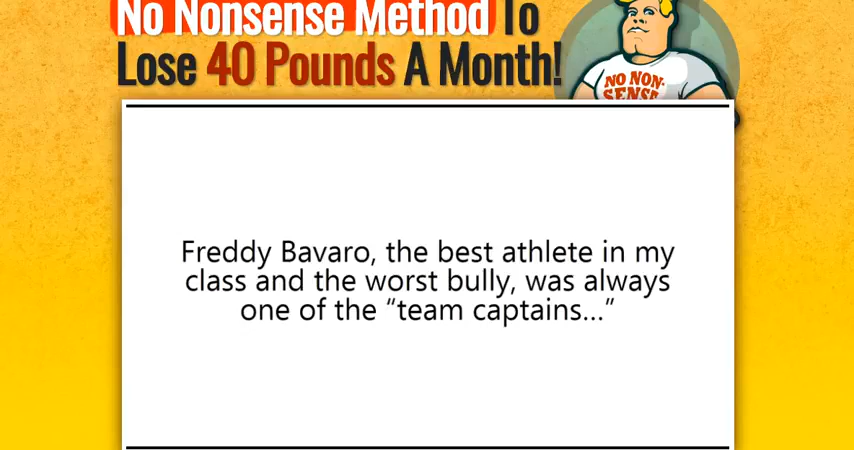 No Nonsense Method To
Lose 40 Pounds A Month!
NO NON-
SENSE
Freddy Bavaro, the best athlete in my
class and the worst bully, was always
one of the “team captains...”